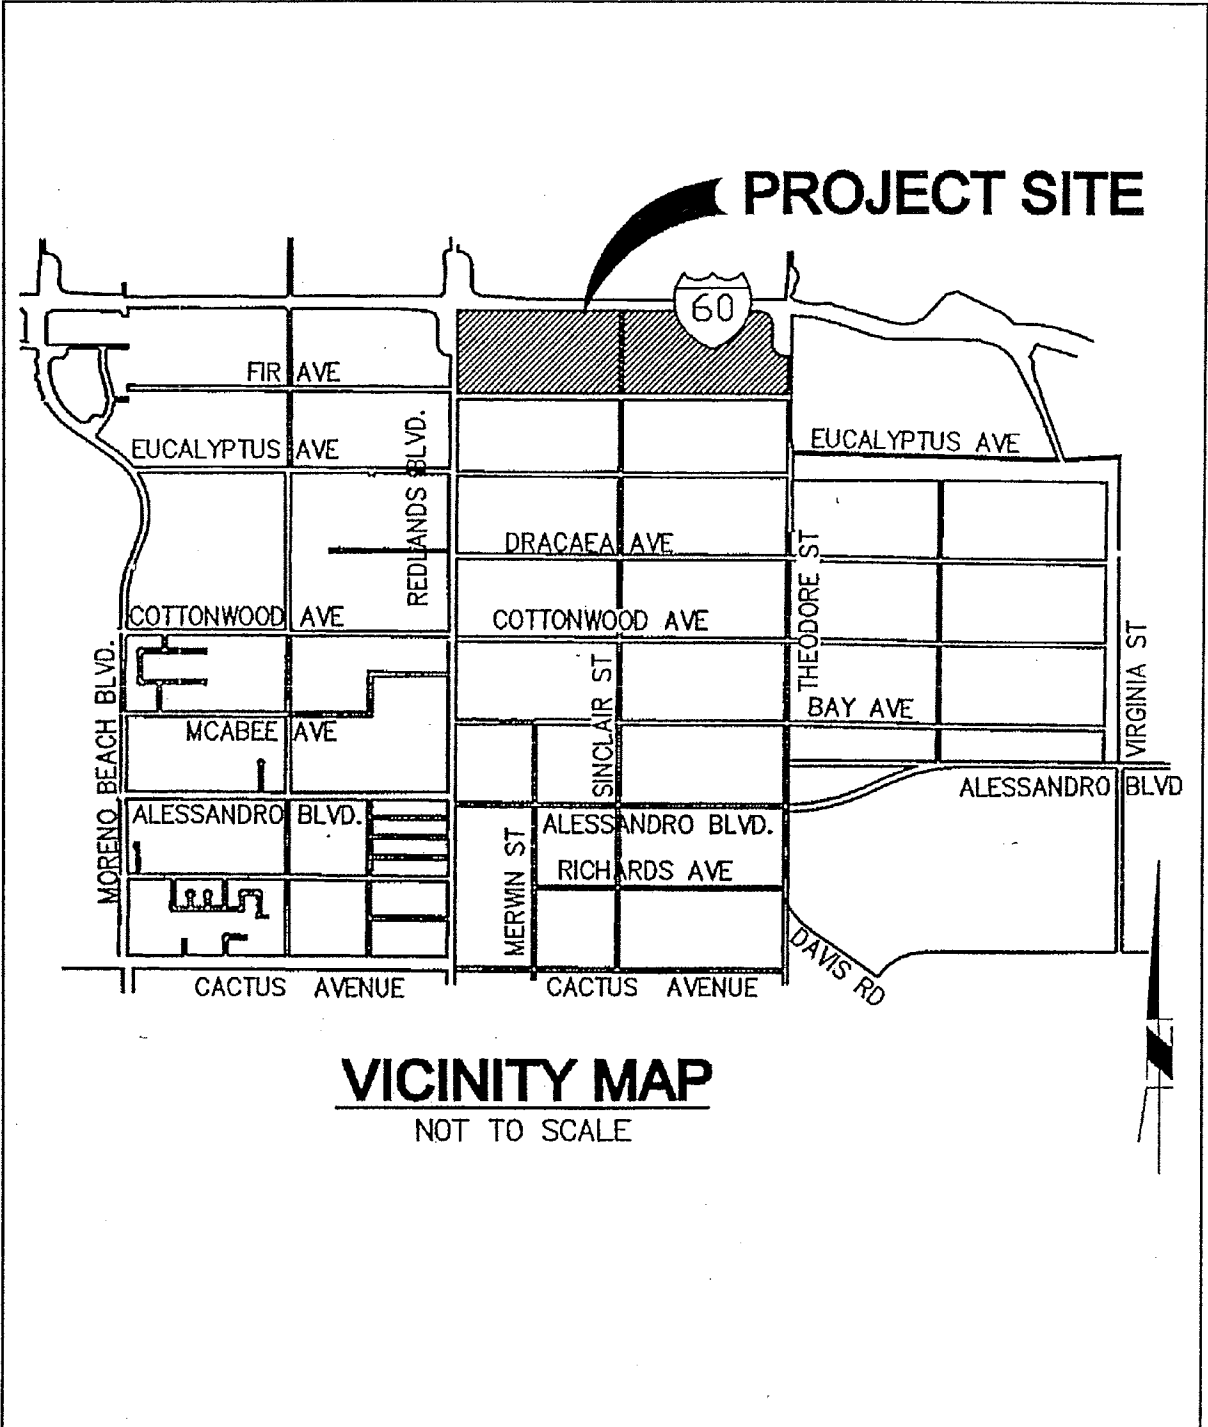 PROJECT SITE
60
FIR AVE
EUCALYPTUS AVE
EUCALYPTUS AVE
REDLANDS BLVD.
DRACAEA AVE
THEODORE ST
COTTONWOOD AVE
COTTONWOOD AVE
MORENO BEACH BLVD.
SINCLAIR ST
VIRGINIA ST
BAY AVE
MCABEE AVE
ALESSANDRO BLVD
ALESSANDRO BLVD.
ALESSANDRO BLVD.
MERWIN ST
RICHARDS AVE
DAVIS RD
CACTUS AVENUE
CACTUS AVENUE
N
VICINITY MAP
NOT TO SCALE